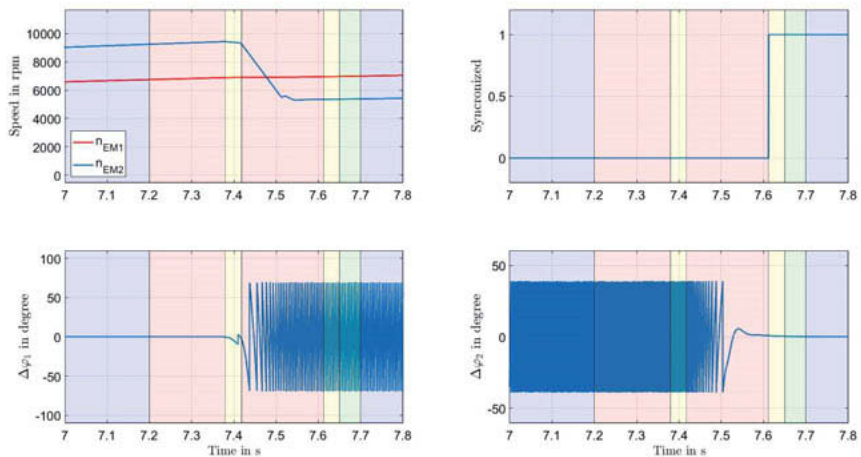 10000
8000
6000
4000
2000
0
Speed in rpm
n_EM1
n_EM2
7 7.1 7.2 7.3 7.4 7.5 7.6 7.7 7.8
1
0.5
0
Syncronized
7 7.1 7.2 7.3 7.4 7.5 7.6 7.7 7.8
100
50
0
-50
-100
Δφ₁ in degree
7 7.1 7.2 7.3 7.4 7.5 7.6 7.7 7.8
Time in s
50
0
-50
Δφ₂ in degree
7 7.1 7.2 7.3 7.4 7.5 7.6 7.7 7.8
Time in s